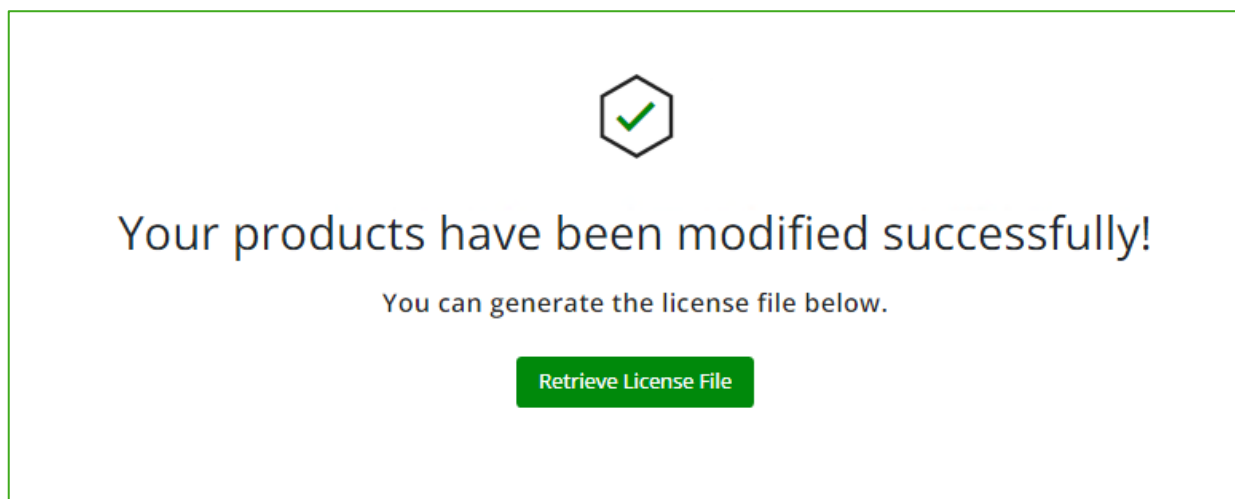 Your products have been modified successfully!
You can generate the license file below.
Retrieve License File